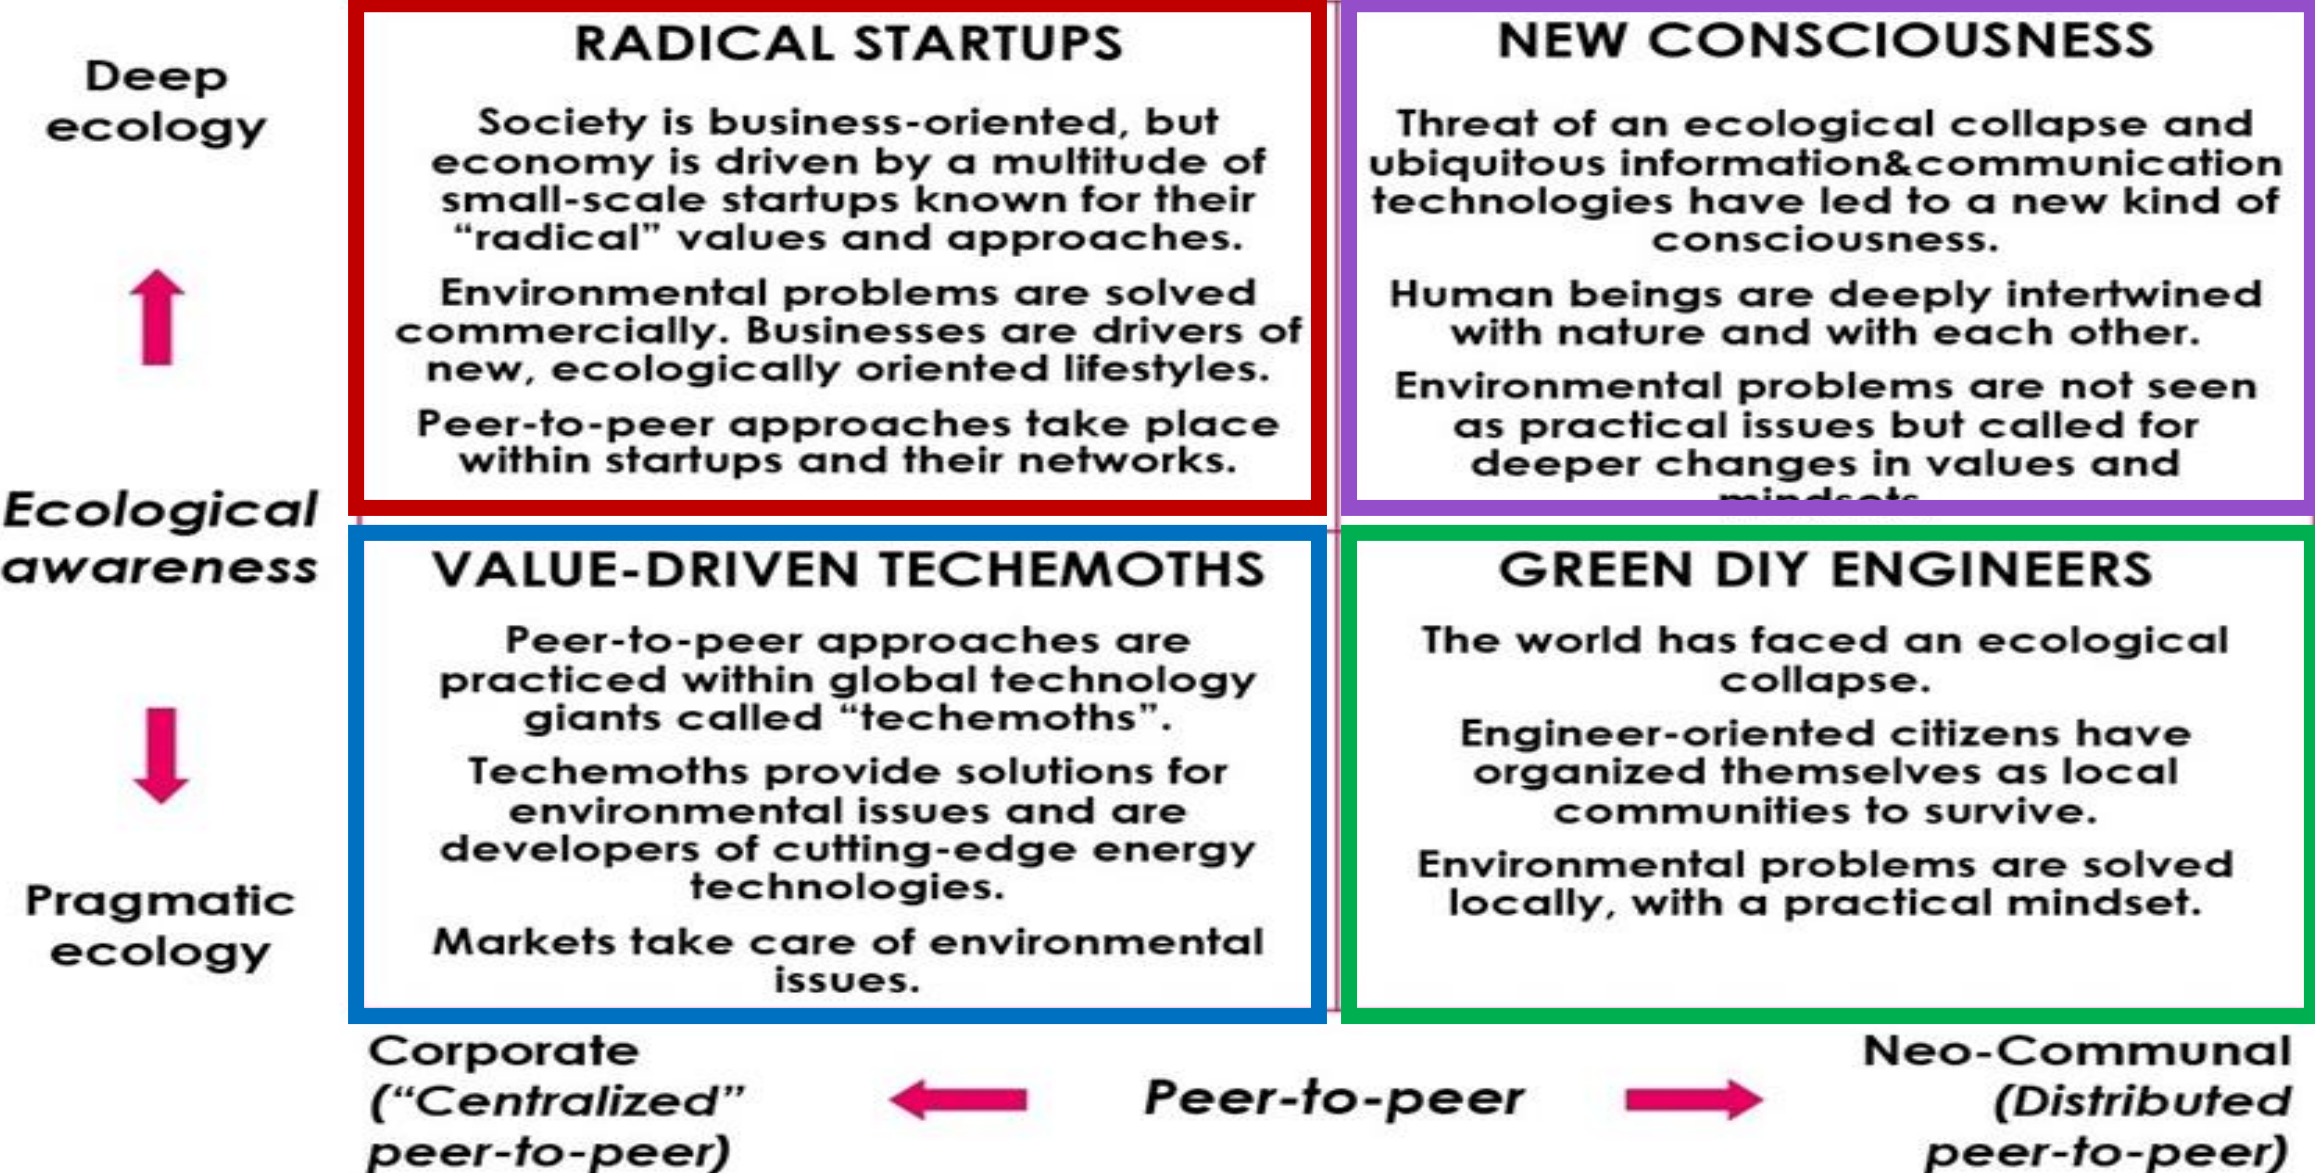 Deep
ecology
Ecological
awareness
Pragmatic
ecology
RADICAL STARTUPS
Society is business-oriented, but
economy is driven by a multitude of
small-scale startups known for their
“radical” values and approaches.
Environmental problems are solved
commercially. Businesses are drivers of
new, ecologically oriented lifestyles.
Peer-to-peer approaches take place
within startups and their networks.
NEW CONSCIOUSNESS
Threat of an ecological collapse and
ubiquitous information&communication
technologies have led to a new kind of
consciousness.
Human beings are deeply intertwined
with nature and with each other.
Environmental problems are not seen
as practical issues but called for
deeper changes in values and
mindsets
VALUE-DRIVEN TECHEMOTHS
Peer-to-peer approaches are
practiced within global technology
giants called “techemoths”.
Techemoths provide solutions for
environmental issues and are
developers of cutting-edge energy
technologies.
Markets take care of environmental
issues.
GREEN DIY ENGINEERS
The world has faced an ecological
collapse.
Engineer-oriented citizens have
organized themselves as local
communities to survive.
Environmental problems are solved
locally, with a practical mindset.
Corporate
(“Centralized”
peer-to-peer)
Peer-to-peer
Neo-Communal
(Distributed
peer-to-peer)